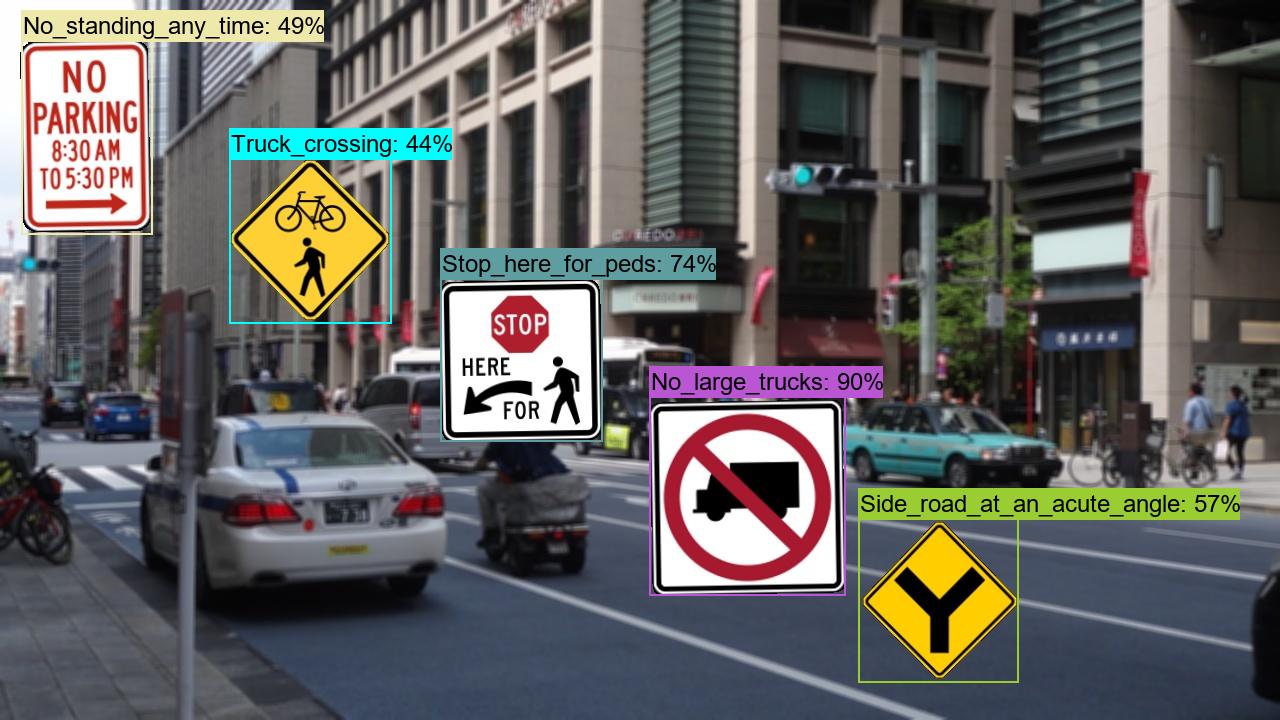 No_standing_any_time: 49%
NO
PARKING
8:30 AM
TO 5:30 PM
Truck_crossing: 44%
Stop_here_for_peds: 74%
STOP
HERE
FOR
No_large_trucks: 90%
Side_road_at_an_acute_angle: 57%